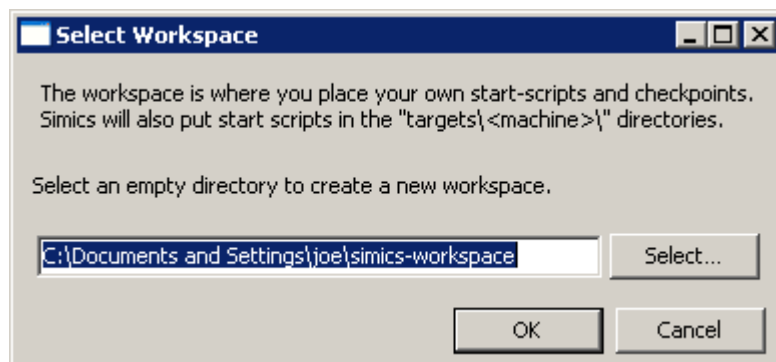 Select Workspace
The workspace is where you place your own start-scripts and checkpoints.
Simics will also put start scripts in the "targets\<machine>\" directories.
Select an empty directory to create a new workspace.
C:\Documents and Settings\joe\simics-workspace
Select...
OK
Cancel